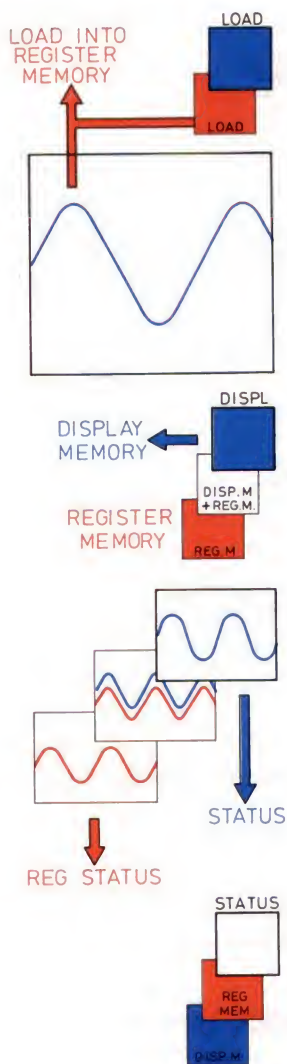 LOAD INTO
REGISTER
MEMORY
LOAD
LOAD
DISPL
DISPLAY
MEMORY
DISP.M
+ REG.M.
REGISTER
MEMORY
REG.M
STATUS
REG STATUS
STATUS
REG
MEM
DISP.M.